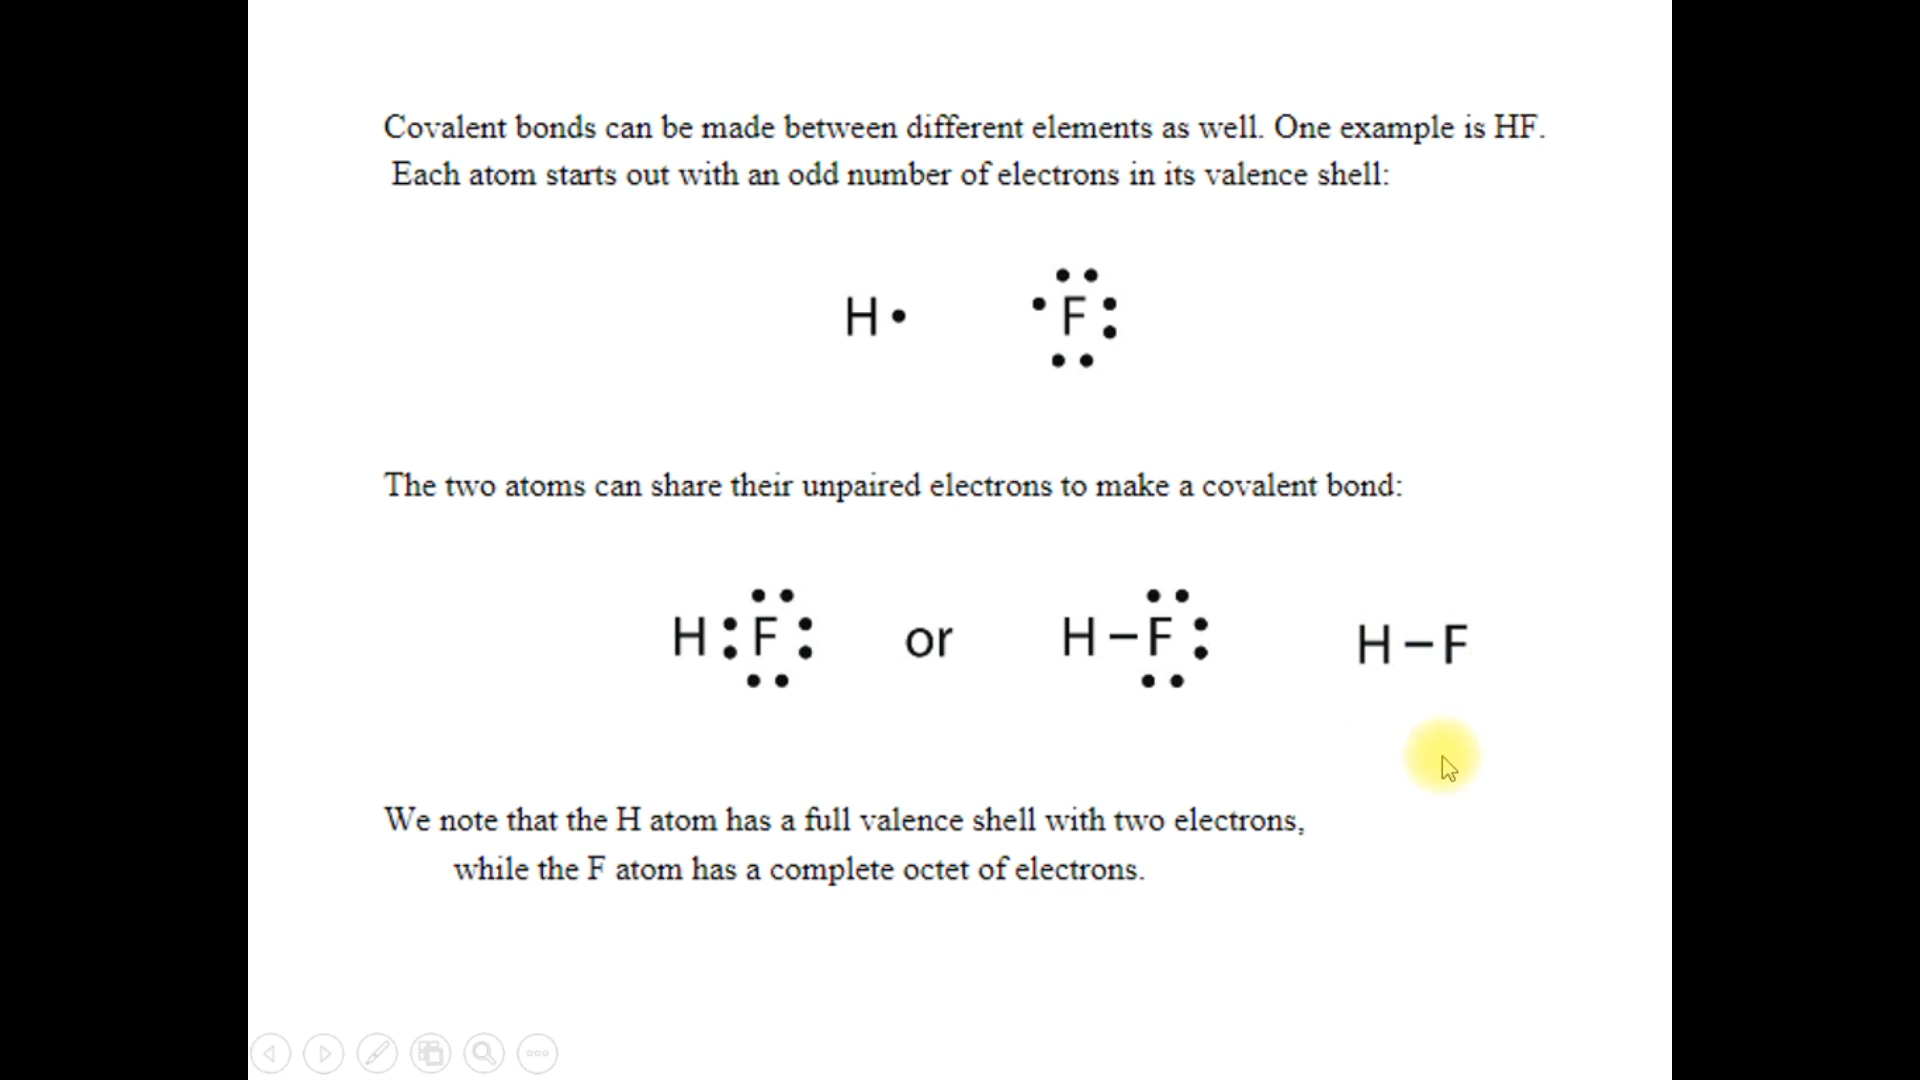 Covalent bonds can be made between different elements as well. One example is HF.
Each atom starts out with an odd number of electrons in its valence shell:
H• •F:
The two atoms can share their unpaired electrons to make a covalent bond:
H:F: or H–F: H–F
We note that the H atom has a full valence shell with two electrons,
while the F atom has a complete octet of electrons.